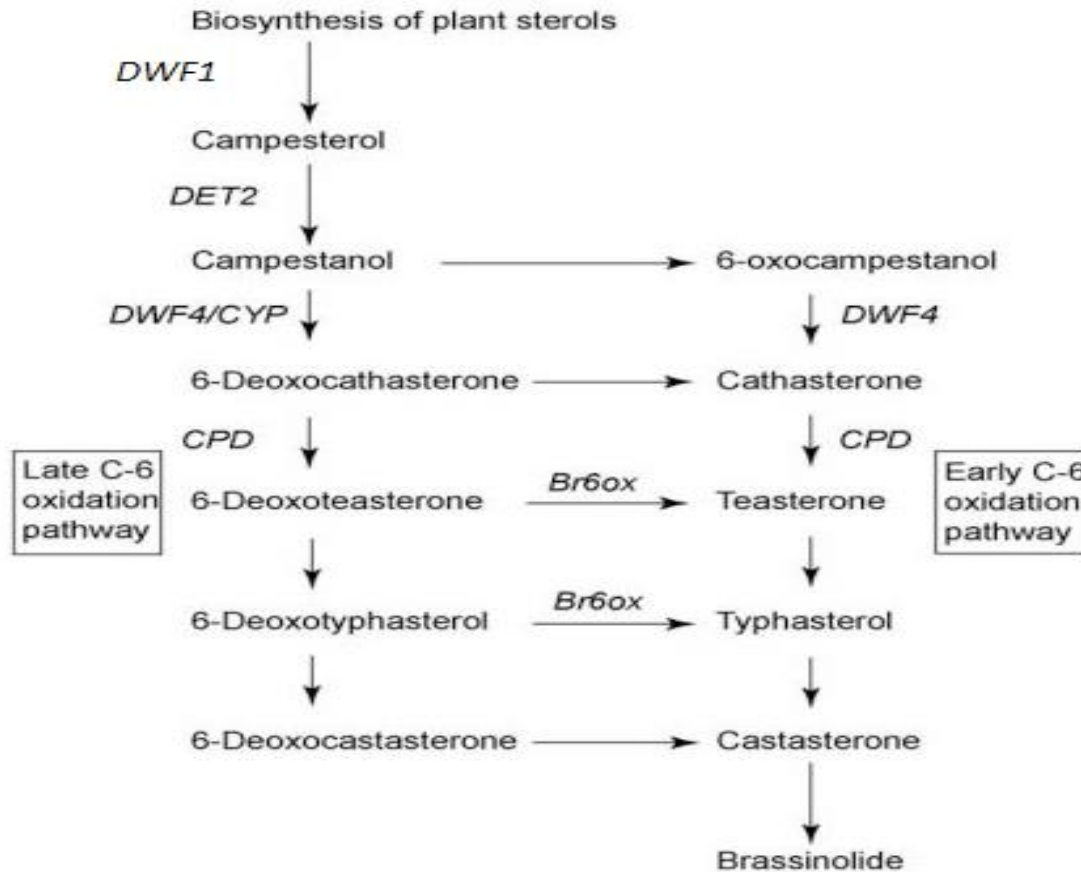 Biosynthesis of plant sterols
DWF1
Campesterol
DET2
Campestanol
6-oxocampestanol
DWF4/CYP
DWF4
6-Deoxocathasterone
Cathasterone
CPD
CPD
Late C-6
oxidation
pathway
Early C-6
oxidation
pathway
6-Deoxoteasterone
Br6ox
Teasterone
6-Deoxotyphasterol
Br6ox
Typhasterol
6-Deoxocastasterone
Castasterone
Brassinolide